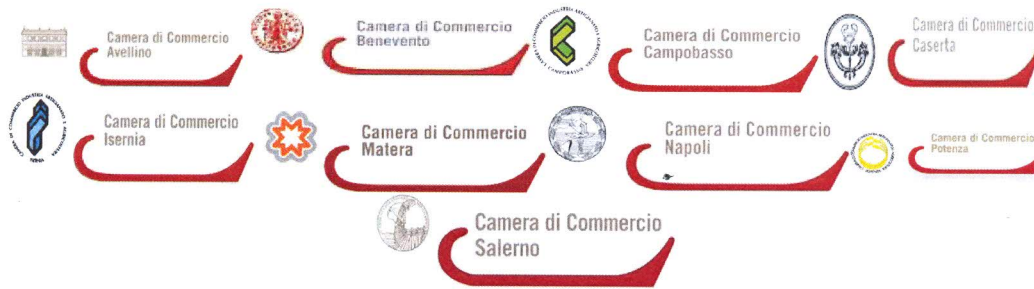 Camera di Commercio
Avellino
Camera di Commercio
Benevento
Camera di Commercio
Campobasso
Camera di Commercio
Caserta
Camera di Commercio
Isernia
Camera di Commercio
Matera
Camera di Commercio
Napoli
Camera di Commercio
Potenza
Camera di Commercio
Salerno